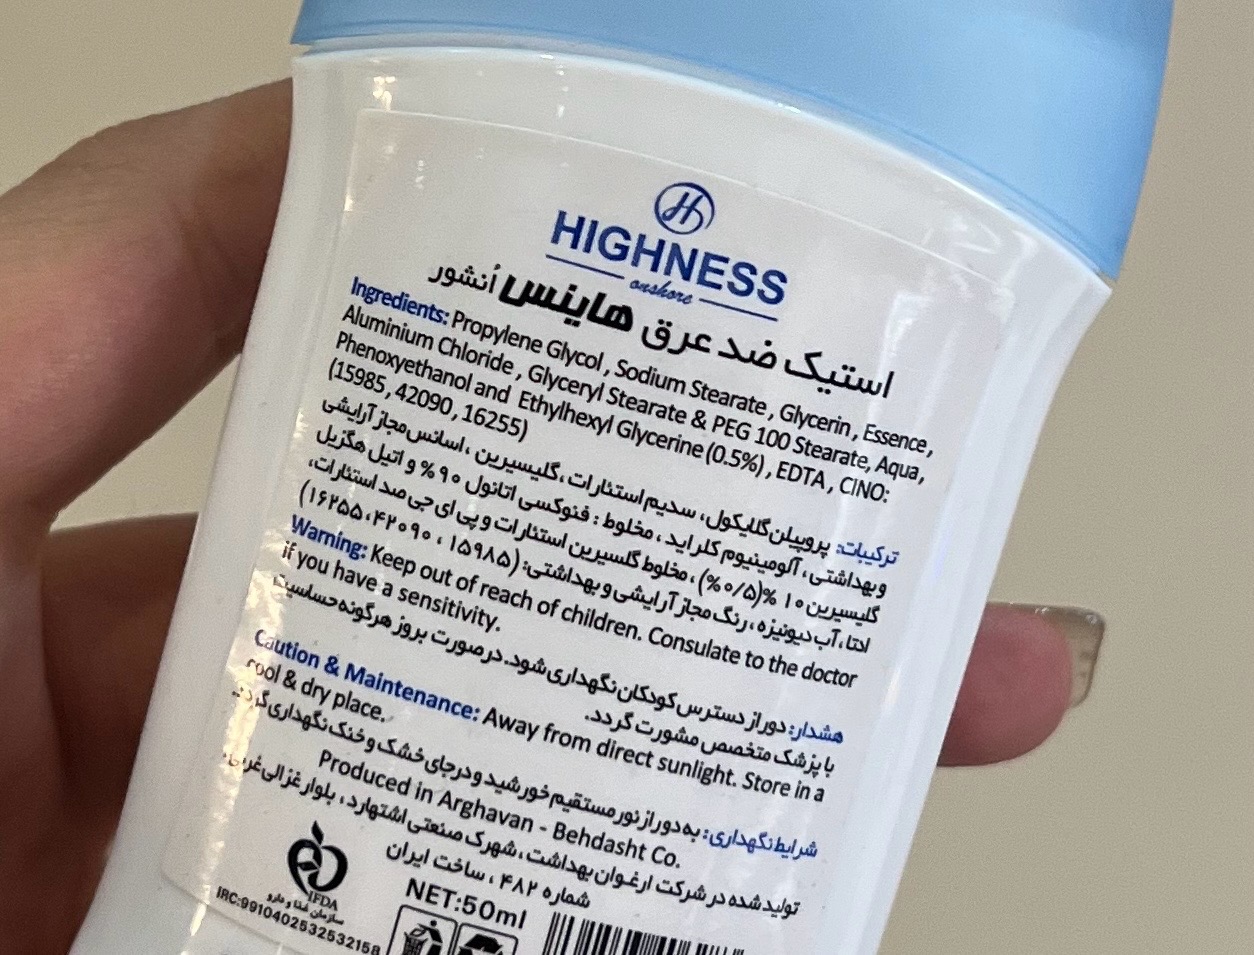 H
HIGHNESS
onshore
استیک ضد عرق هاینس اُنشور
Ingredients: Propylene Glycol , Sodium Stearate , Glycerin , Essence ,
Aluminium Chloride , Glyceryl Stearate & PEG 100 Stearate, Aqua ,
Phenoxyethanol and Ethylhexyl Glycerine (0.5%) , EDTA , CINO:
(15985 , 42090 , 16255)
ترکیبات: پروپیلن گلایکول، سدیم استئارات ،گلیسیرین ، اسانس مجاز آرایشی
وبهداشتی ، آلومینیوم کلراید ، مخلوط : فنوکسی اتانول ۹۰% و اتیل هگزیل
گلیسیرین ۱۰ %(۰/۵%) ، مخلوط گلسیرین استئارات و پی ای جی صد استئارات،
ادتا، آب دیونیزه ، رنگ مجاز آرایشی و بهداشتی: (۱۵۹۸۵ ، ۴۲۰۹۰ ، ۱۶۲۵۵)
Warning: Keep out of reach of children. Consulate to the doctor
if you have a sensitivity.
هشدار: دور از دسترس کودکان نگهداری شود. در صورت بروز هرگونه حساسیت
با پزشک متخصص مشورت گردد.
Caution & Maintenance: Away from direct sunlight. Store in a
cool & dry place.
شرایط نگهداری: به دور از نور مستقیم خورشید و در جای خشک و خنک نگهداری گردد.
Produced in Arghavan - Behdasht Co.
تولید شده در شرکت ارغوان بهداشت ، شهرک صنعتی اشتهارد ، بلوار غزالی غربی،
شماره ۴۸۲ ، ساخت ایران
NET:50ml
IFDA
سازمان غذا و دارو
IRC:9910402532532158